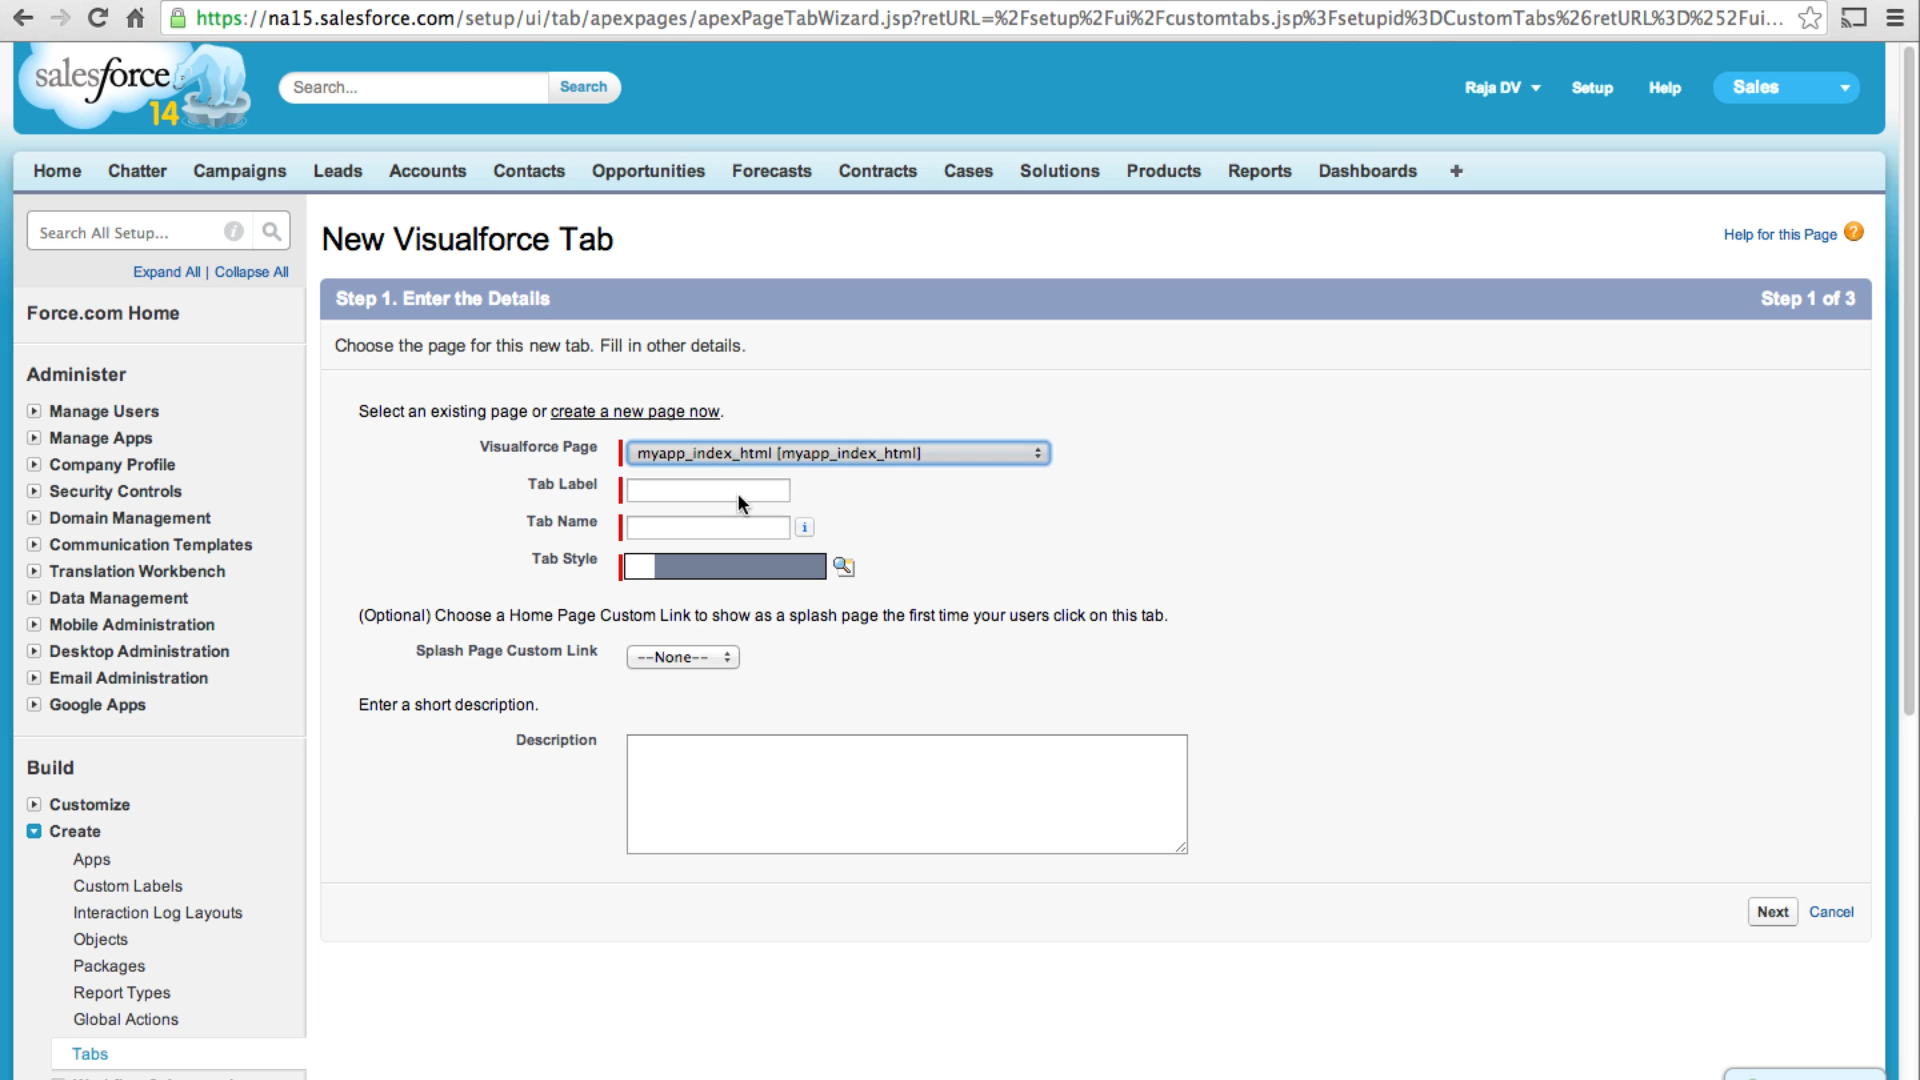 https://na15.salesforce.com/setup/ui/tab/apexpages/apexPageTabWizard.jsp?retURL=%2Fsetup%2Fui%2Fcustomtabs.jsp%3Fsetupid%3DCustomTabs%26retURL%3D%252Fui...
salesforce
14
Search...
Search
Raja DV
Setup
Help
Sales
Home Chatter Campaigns Leads Accounts Contacts Opportunities Forecasts Contracts Cases Solutions Products Reports Dashboards +
Search All Setup...
Expand All | Collapse All
Force.com Home
Administer
Manage Users
Manage Apps
Company Profile
Security Controls
Domain Management
Communication Templates
Translation Workbench
Data Management
Mobile Administration
Desktop Administration
Email Administration
Google Apps
Build
Customize
Create
Apps
Custom Labels
Interaction Log Layouts
Objects
Packages
Report Types
Global Actions
Tabs
New Visualforce Tab
Help for this Page ?
Step 1. Enter the Details
Step 1 of 3
Choose the page for this new tab. Fill in other details.
Select an existing page or create a new page now.
Visualforce Page
myapp_index_html [myapp_index_html]
Tab Label
Tab Name
i
Tab Style
(Optional) Choose a Home Page Custom Link to show as a splash page the first time your users click on this tab.
Splash Page Custom Link
--None--
Enter a short description.
Description
Next Cancel